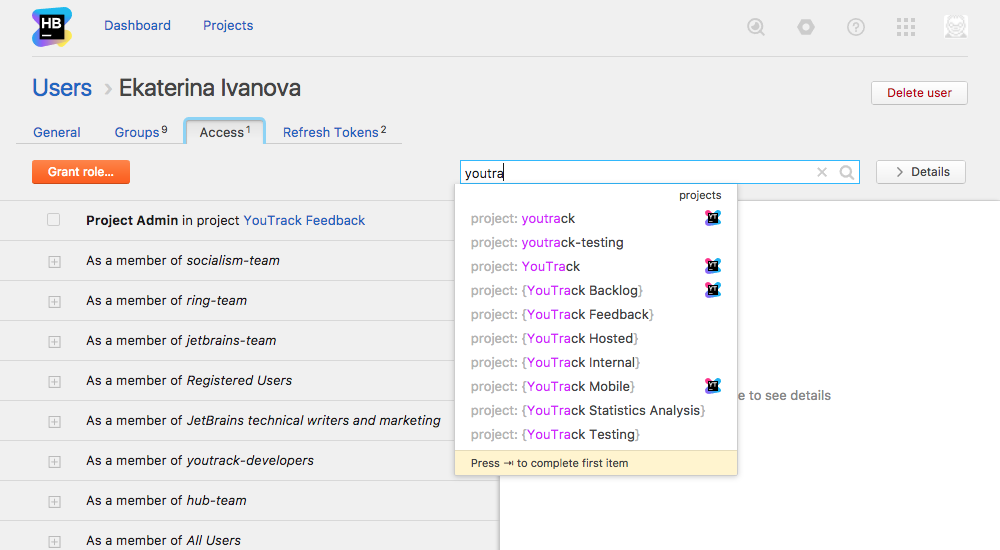 HB
Dashboard Projects
Users › Ekaterina Ivanova
Delete user
General Groups 9 Access 1 Refresh Tokens 2
Grant role...
youtra
Details
projects
Project Admin in project YouTrack Feedback
As a member of socialism-team
As a member of ring-team
As a member of jetbrains-team
As a member of Registered Users
As a member of JetBrains technical writers and marketing
As a member of youtrack-developers
As a member of hub-team
As a member of All Users
project: youtrack
project: youtrack-testing
project: YouTrack
project: {YouTrack Backlog}
project: {YouTrack Feedback}
project: {YouTrack Hosted}
project: {YouTrack Internal}
project: {YouTrack Mobile}
project: {YouTrack Statistics Analysis}
project: {YouTrack Testing}
Press ⇥ to complete first item
e to see details